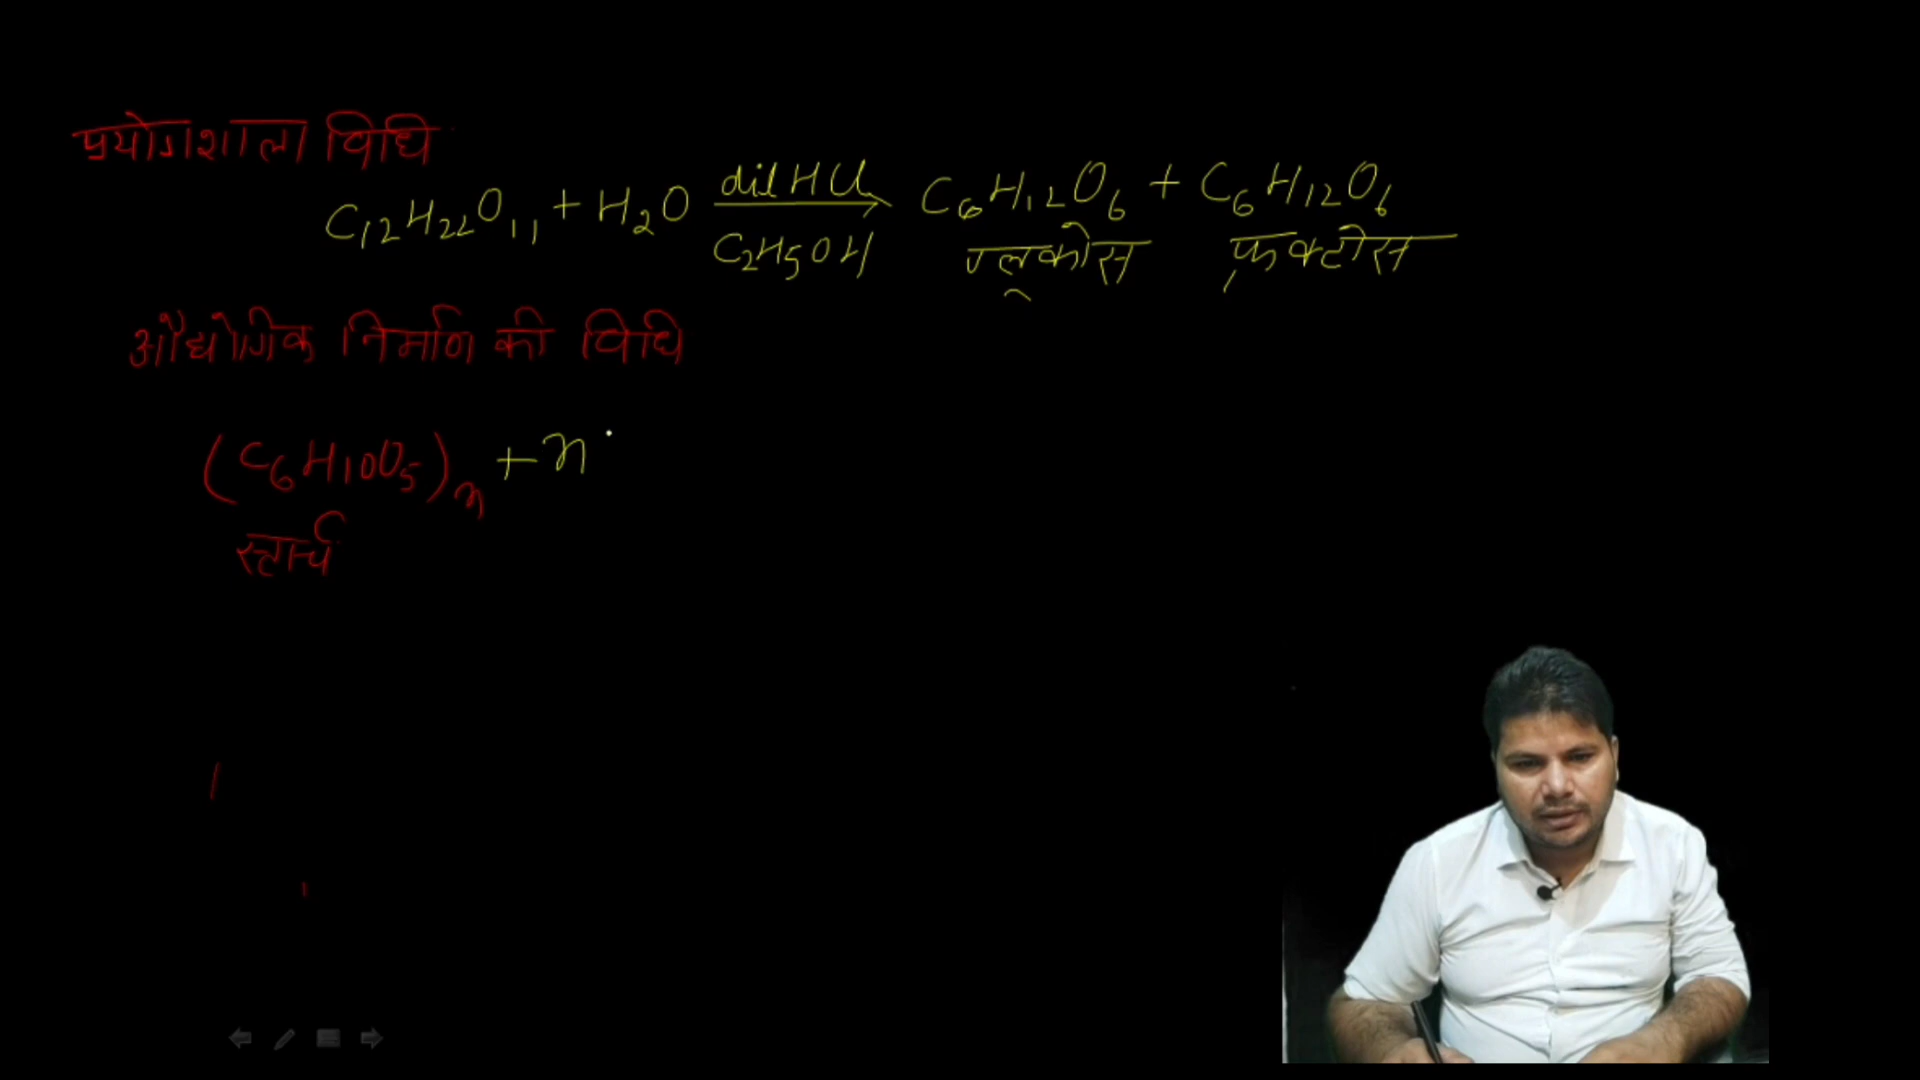 प्रयोगशाला विधि
C₁₂H₂₂O₁₁ + H₂O dil HCl C₂H₅OH → C₆H₁₂O₆ + C₆H₁₂O₆
ग्लूकोस फ्रक्टोस
औद्योगिक निर्माण की विधि
(C₆H₁₀O₅)n + n
स्टार्च